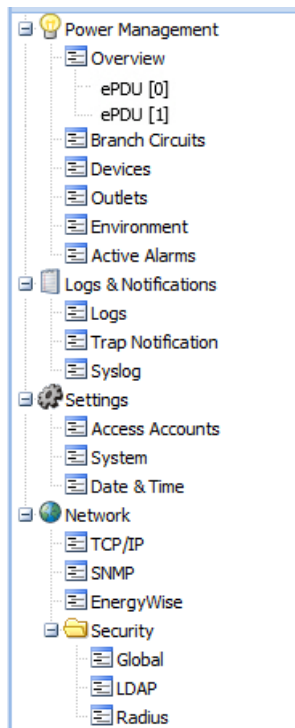 Power Management
Overview
ePDU [0]
ePDU [1]
Branch Circuits
Devices
Outlets
Environment
Active Alarms
Logs & Notifications
Logs
Trap Notification
Syslog
Settings
Access Accounts
System
Date & Time
Network
TCP/IP
SNMP
EnergyWise
Security
Global
LDAP
Radius